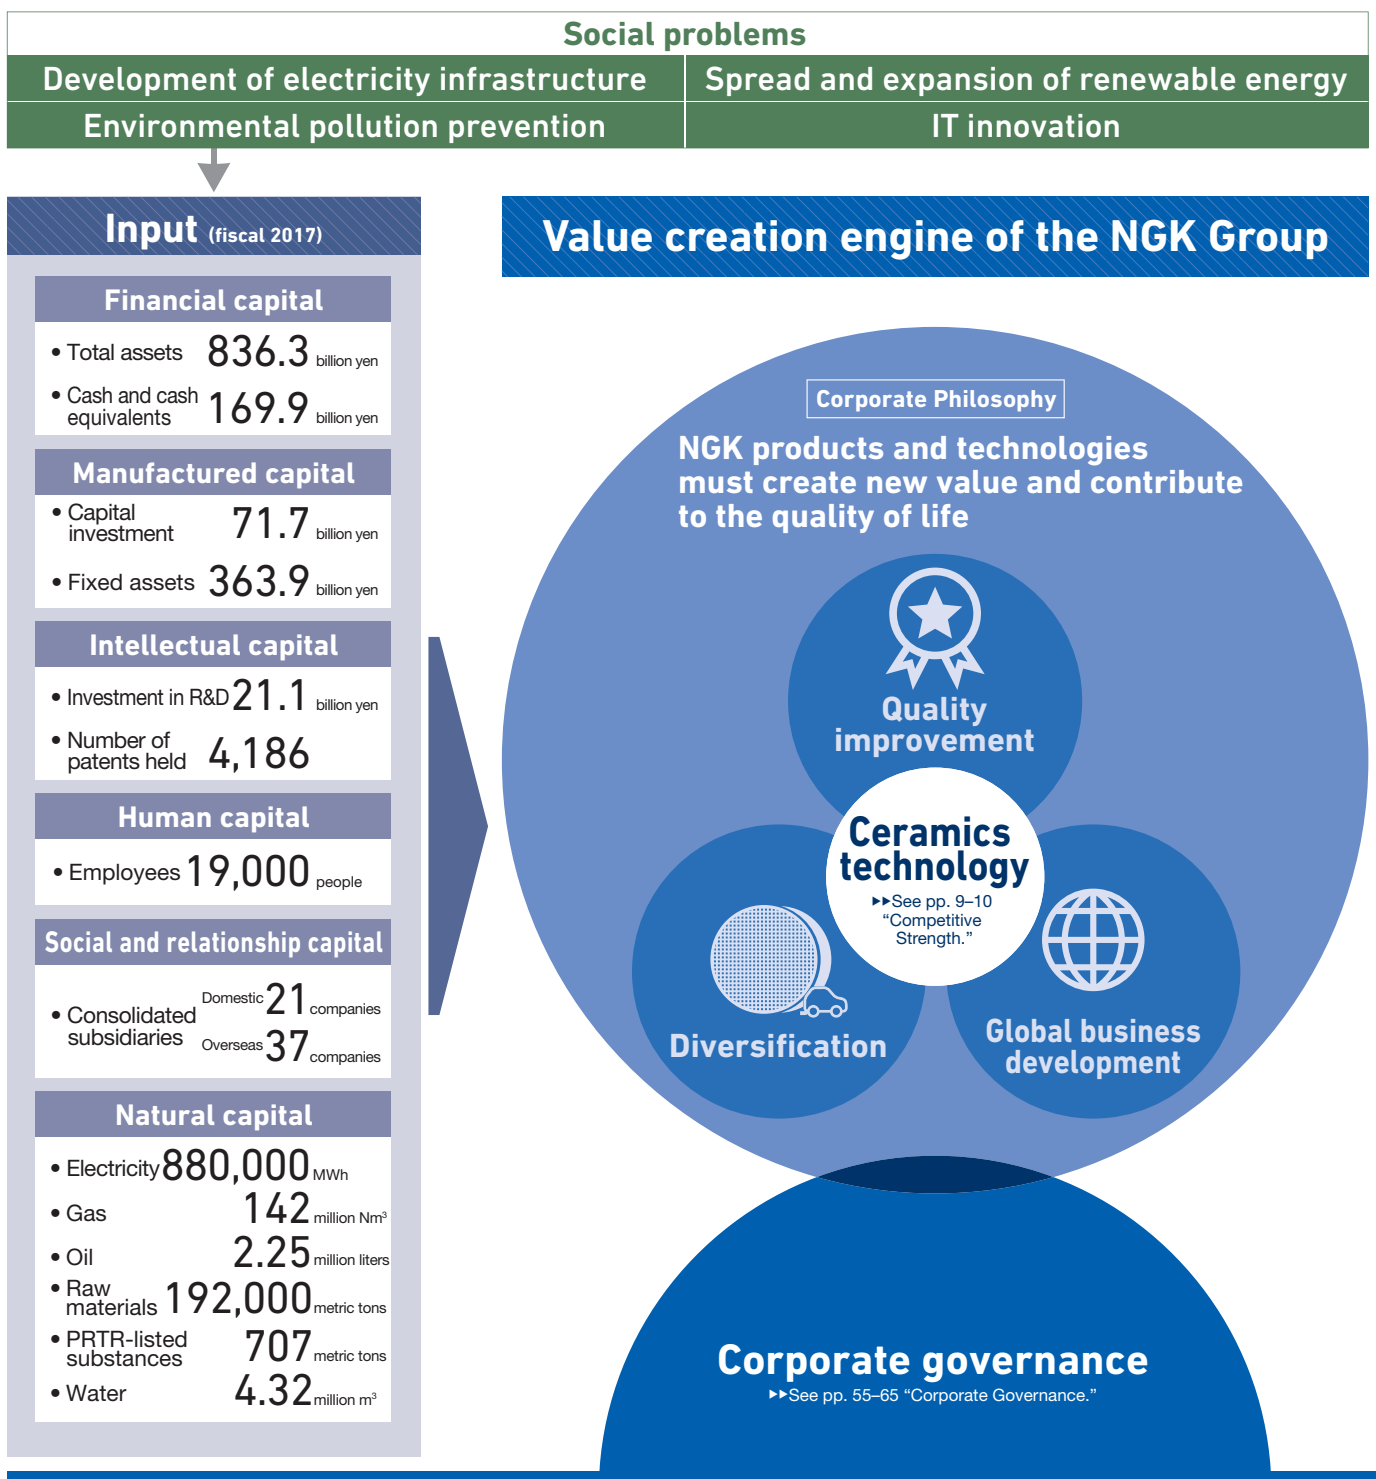 Social problems
Development of electricity infrastructure
Spread and expansion of renewable energy
Environmental pollution prevention
IT innovation
Input (fiscal 2017)
Financial capital
• Total assets 836.3 billion yen
• Cash and cash
equivalents 169.9 billion yen
Manufactured capital
• Capital
investment 71.7 billion yen
• Fixed assets 363.9 billion yen
Intellectual capital
• Investment in R&D 21.1 billion yen
• Number of
patents held 4,186
Human capital
• Employees 19,000 people
Social and relationship capital
• Consolidated
subsidiaries
Domestic 21 companies
Overseas 37 companies
Natural capital
• Electricity 880,000 MWh
• Gas 142 million Nm³
• Oil 2.25 million liters
• Raw
materials 192,000 metric tons
• PRTR-listed
substances 707 metric tons
• Water 4.32 million m³
Value creation engine of the NGK Group
Corporate Philosophy
NGK products and technologies
must create new value and contribute
to the quality of life
Quality
improvement
Ceramics
technology
▶▶See pp. 9–10
“Competitive
Strength.”
Diversification
Global business
development
Corporate governance
▶▶See pp. 55–65 “Corporate Governance.”